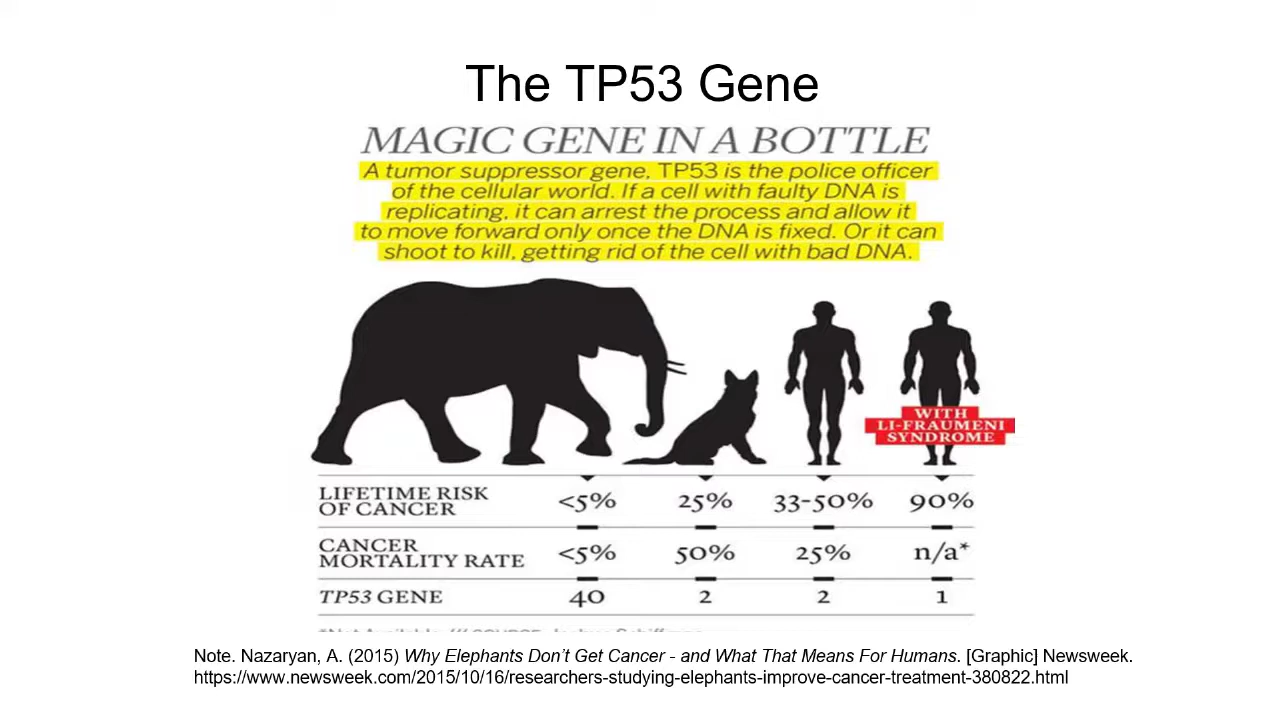 The TP53 Gene
MAGIC GENE IN A BOTTLE
A tumor suppressor gene, TP53 is the police officer
of the cellular world. If a cell with faulty DNA is
replicating, it can arrest the process and allow it
to move forward only once the DNA is fixed. Or it can
shoot to kill, getting rid of the cell with bad DNA.
WITH
LI-FRAUMENI
SYNDROME
LIFETIME RISK
OF CANCER <5% 25% 33-50% 90%
CANCER
MORTALITY RATE <5% 50% 25% n/a*
TP53 GENE 40 2 2 1
Note. Nazaryan, A. (2015) Why Elephants Don't Get Cancer - and What That Means For Humans. [Graphic] Newsweek.
https://www.newsweek.com/2015/10/16/researchers-studying-elephants-improve-cancer-treatment-380822.html